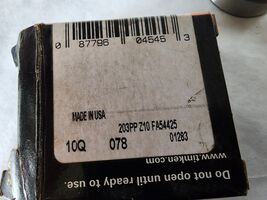 0 87796 04545 3
MADE IN USA
203PP Z10 FA54425
10Q 078 01283
www.timken.com
Do not open until ready to use.